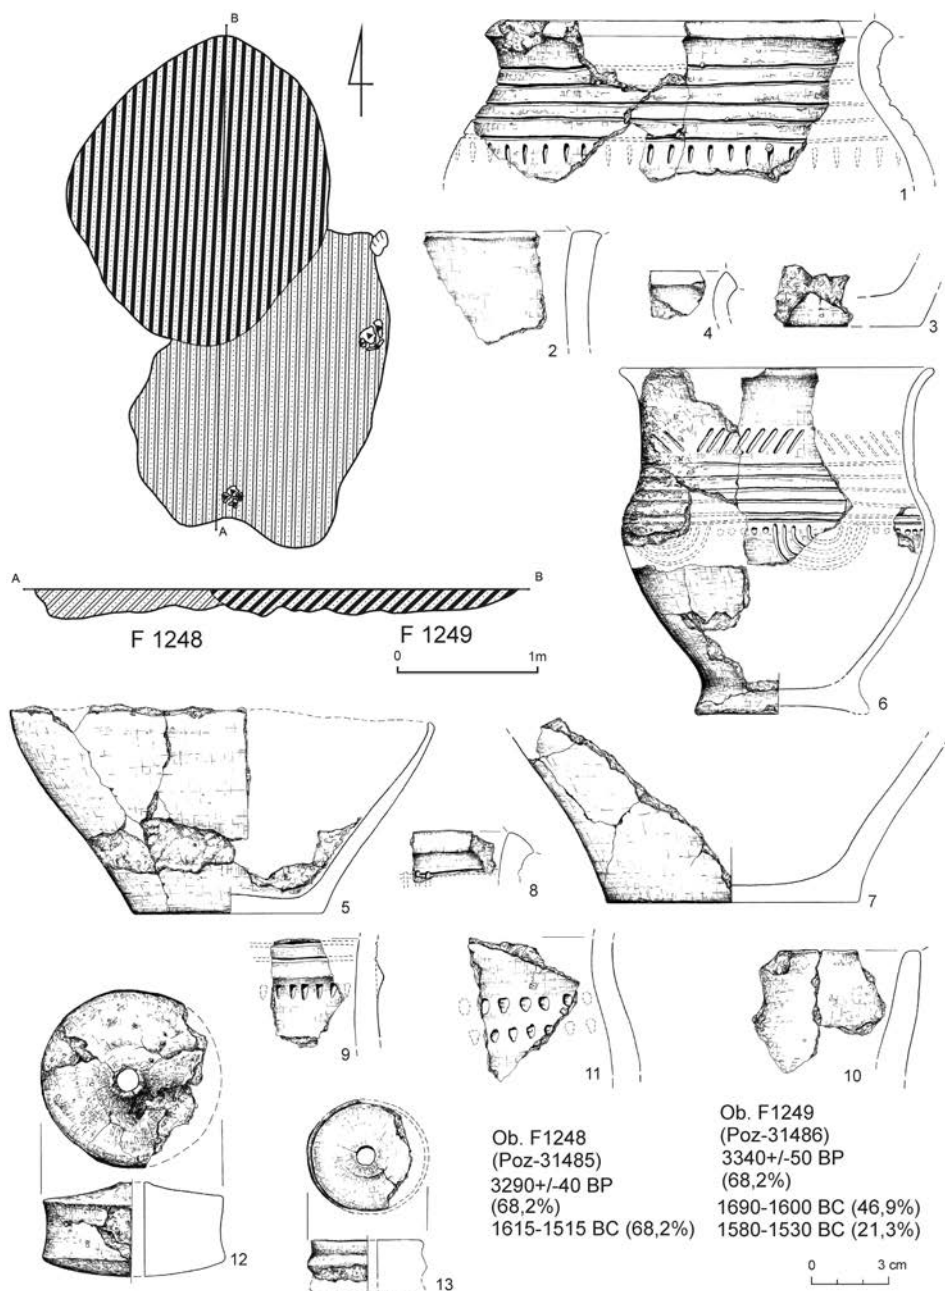 B
4
1
2
4
3
A
A
B
F 1248
F 1249
0
1m
6
5
8
7
9
11
10
12
13
Ob. F1248
(Poz-31485)
3290+/-40 BP
(68,2%)
1615-1515 BC (68,2%)
Ob. F1249
(Poz-31486)
3340+/-50 BP
(68,2%)
1690-1600 BC (46,9%)
1580-1530 BC (21,3%)
0
3 cm